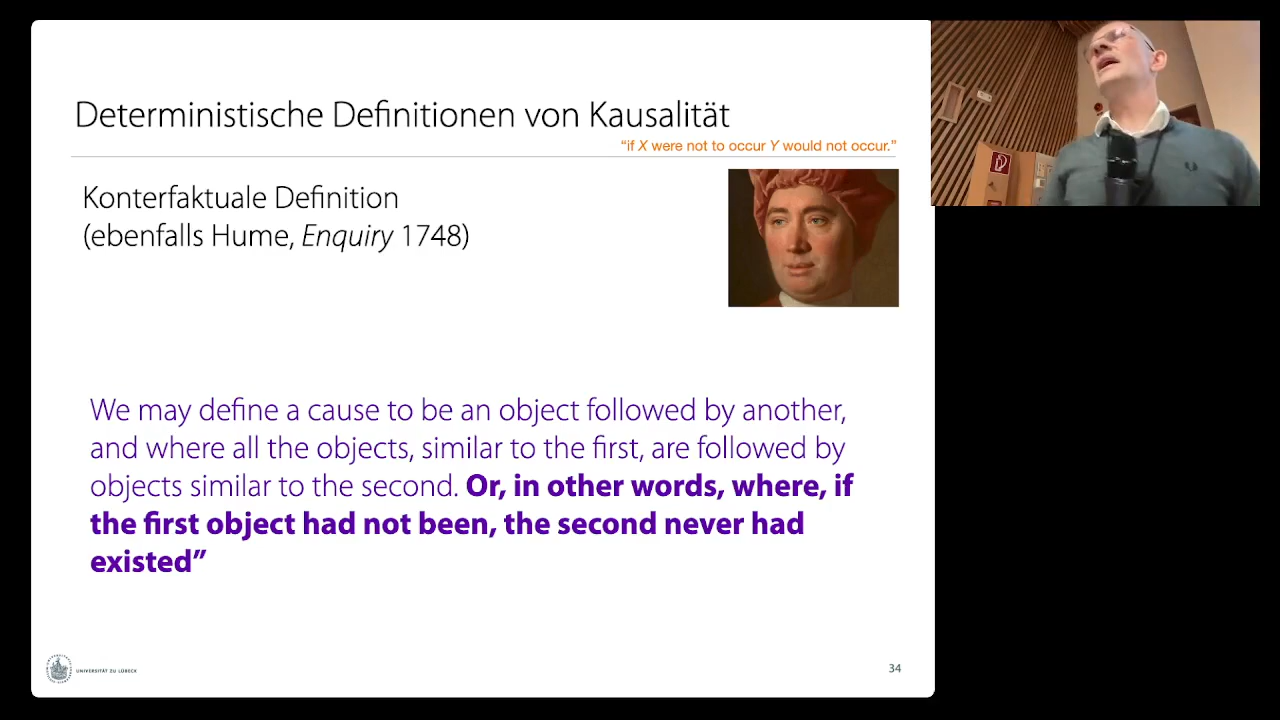 Deterministische Definitionen von Kausalität
“if X were not to occur Y would not occur.”
Konterfaktuale Definition
(ebenfalls Hume, Enquiry 1748)
We may define a cause to be an object followed by another,
and where all the objects, similar to the first, are followed by
objects similar to the second. Or, in other words, where, if
the first object had not been, the second never had
existed”
UNIVERSITÄT ZU LÜBECK
34